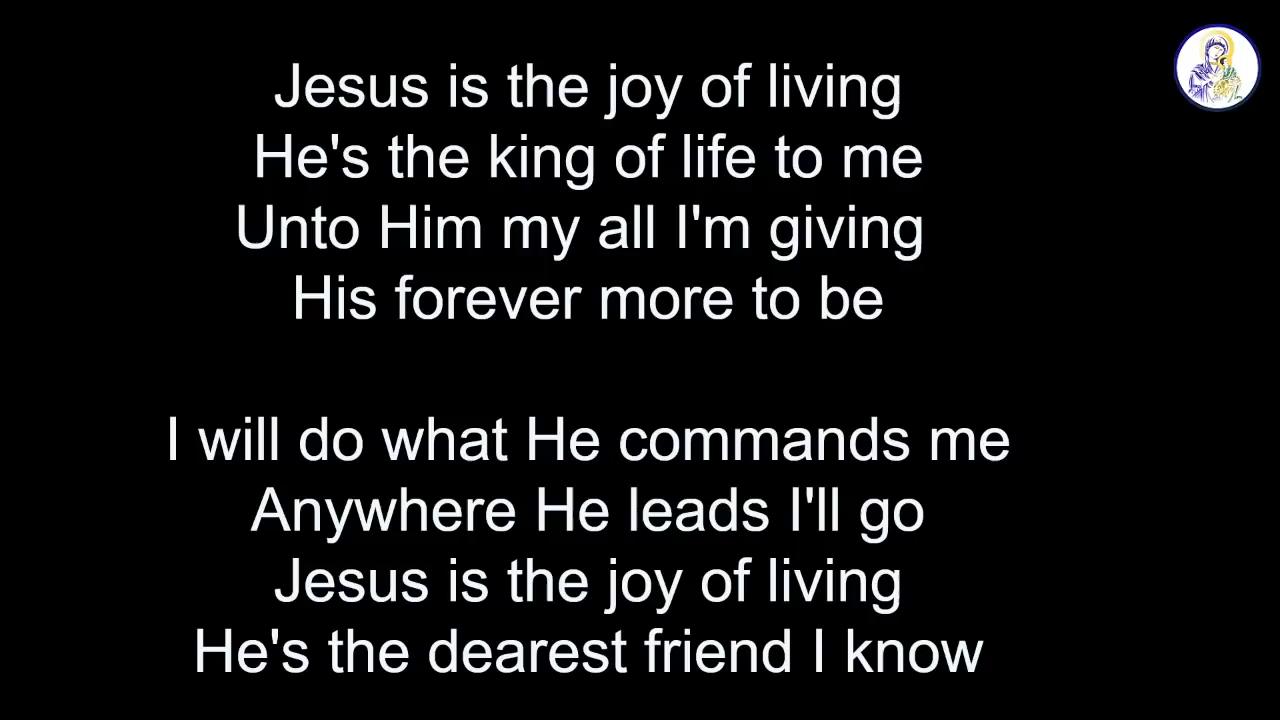 Jesus is the joy of living
He's the king of life to me
Unto Him my all I'm giving
His forever more to be
I will do what He commands me
Anywhere He leads I'll go
Jesus is the joy of living
He's the dearest friend I know